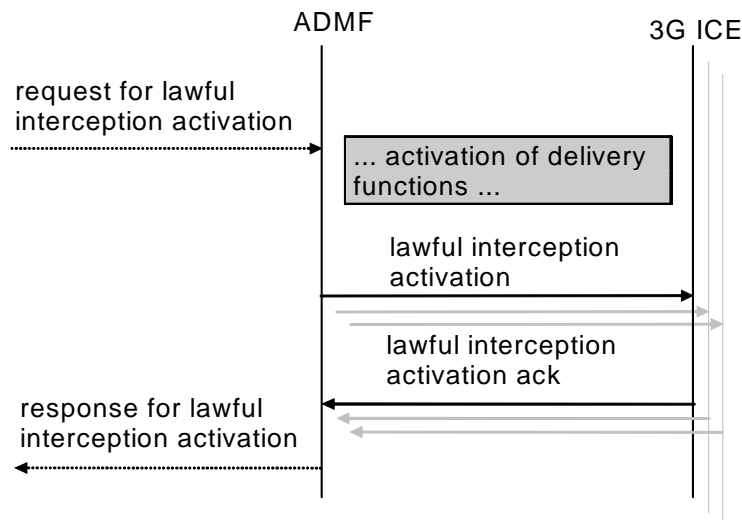 ADMF
3G ICE
request for lawful
interception activation
... activation of delivery
functions ...
lawful interception
activation
lawful interception
activation ack
response for lawful
interception activation